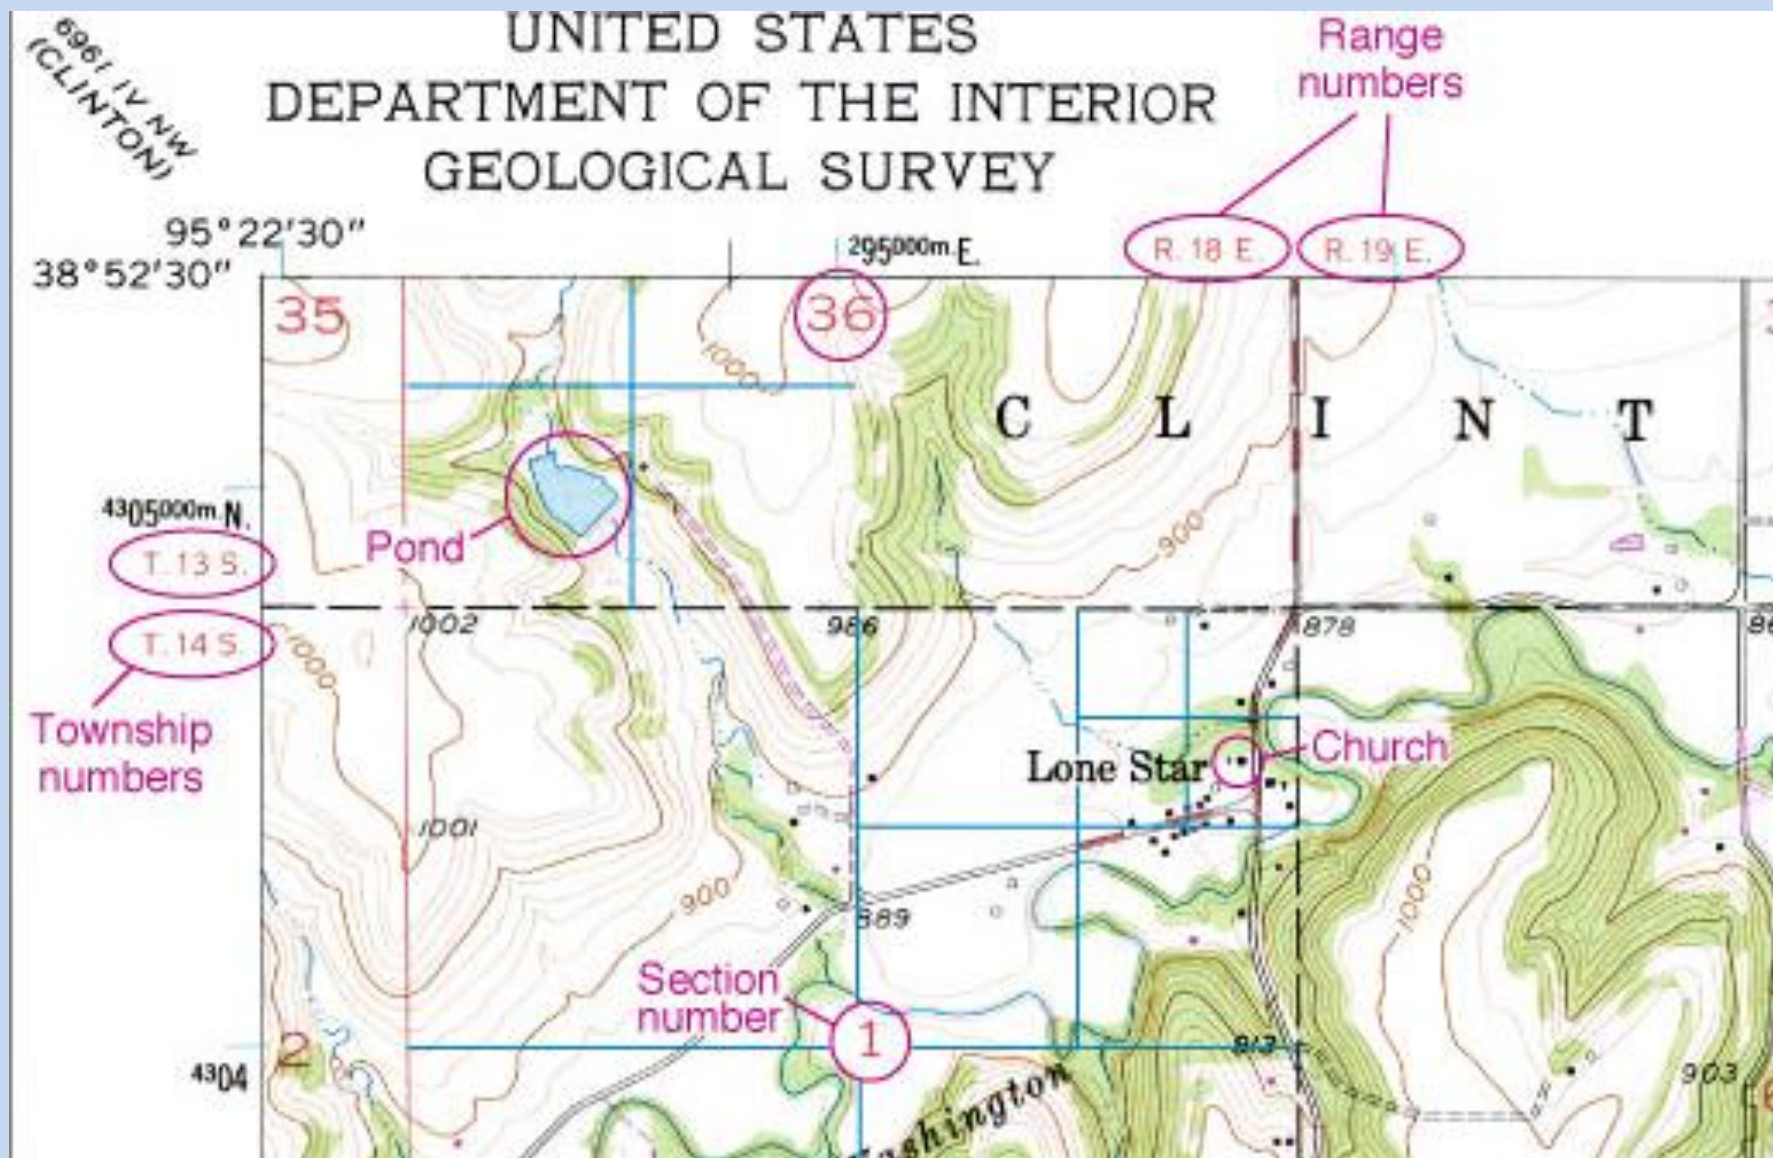 6961 IV NW
(CLINTON)
UNITED STATES
DEPARTMENT OF THE INTERIOR
GEOLOGICAL SURVEY
Range
numbers
95°22'30"
38°52'30"
295000m.E.
R. 18 E.
R. 19 E.
35
36
1000
C L I N T
4305000m.N.
Pond
900
T. 13 S.
T. 14 S.
1002
986
878
1000
Township
numbers
Lone Star
Church
1001
900
889
1000
Section
number
1
2
813
4304
903
Washington